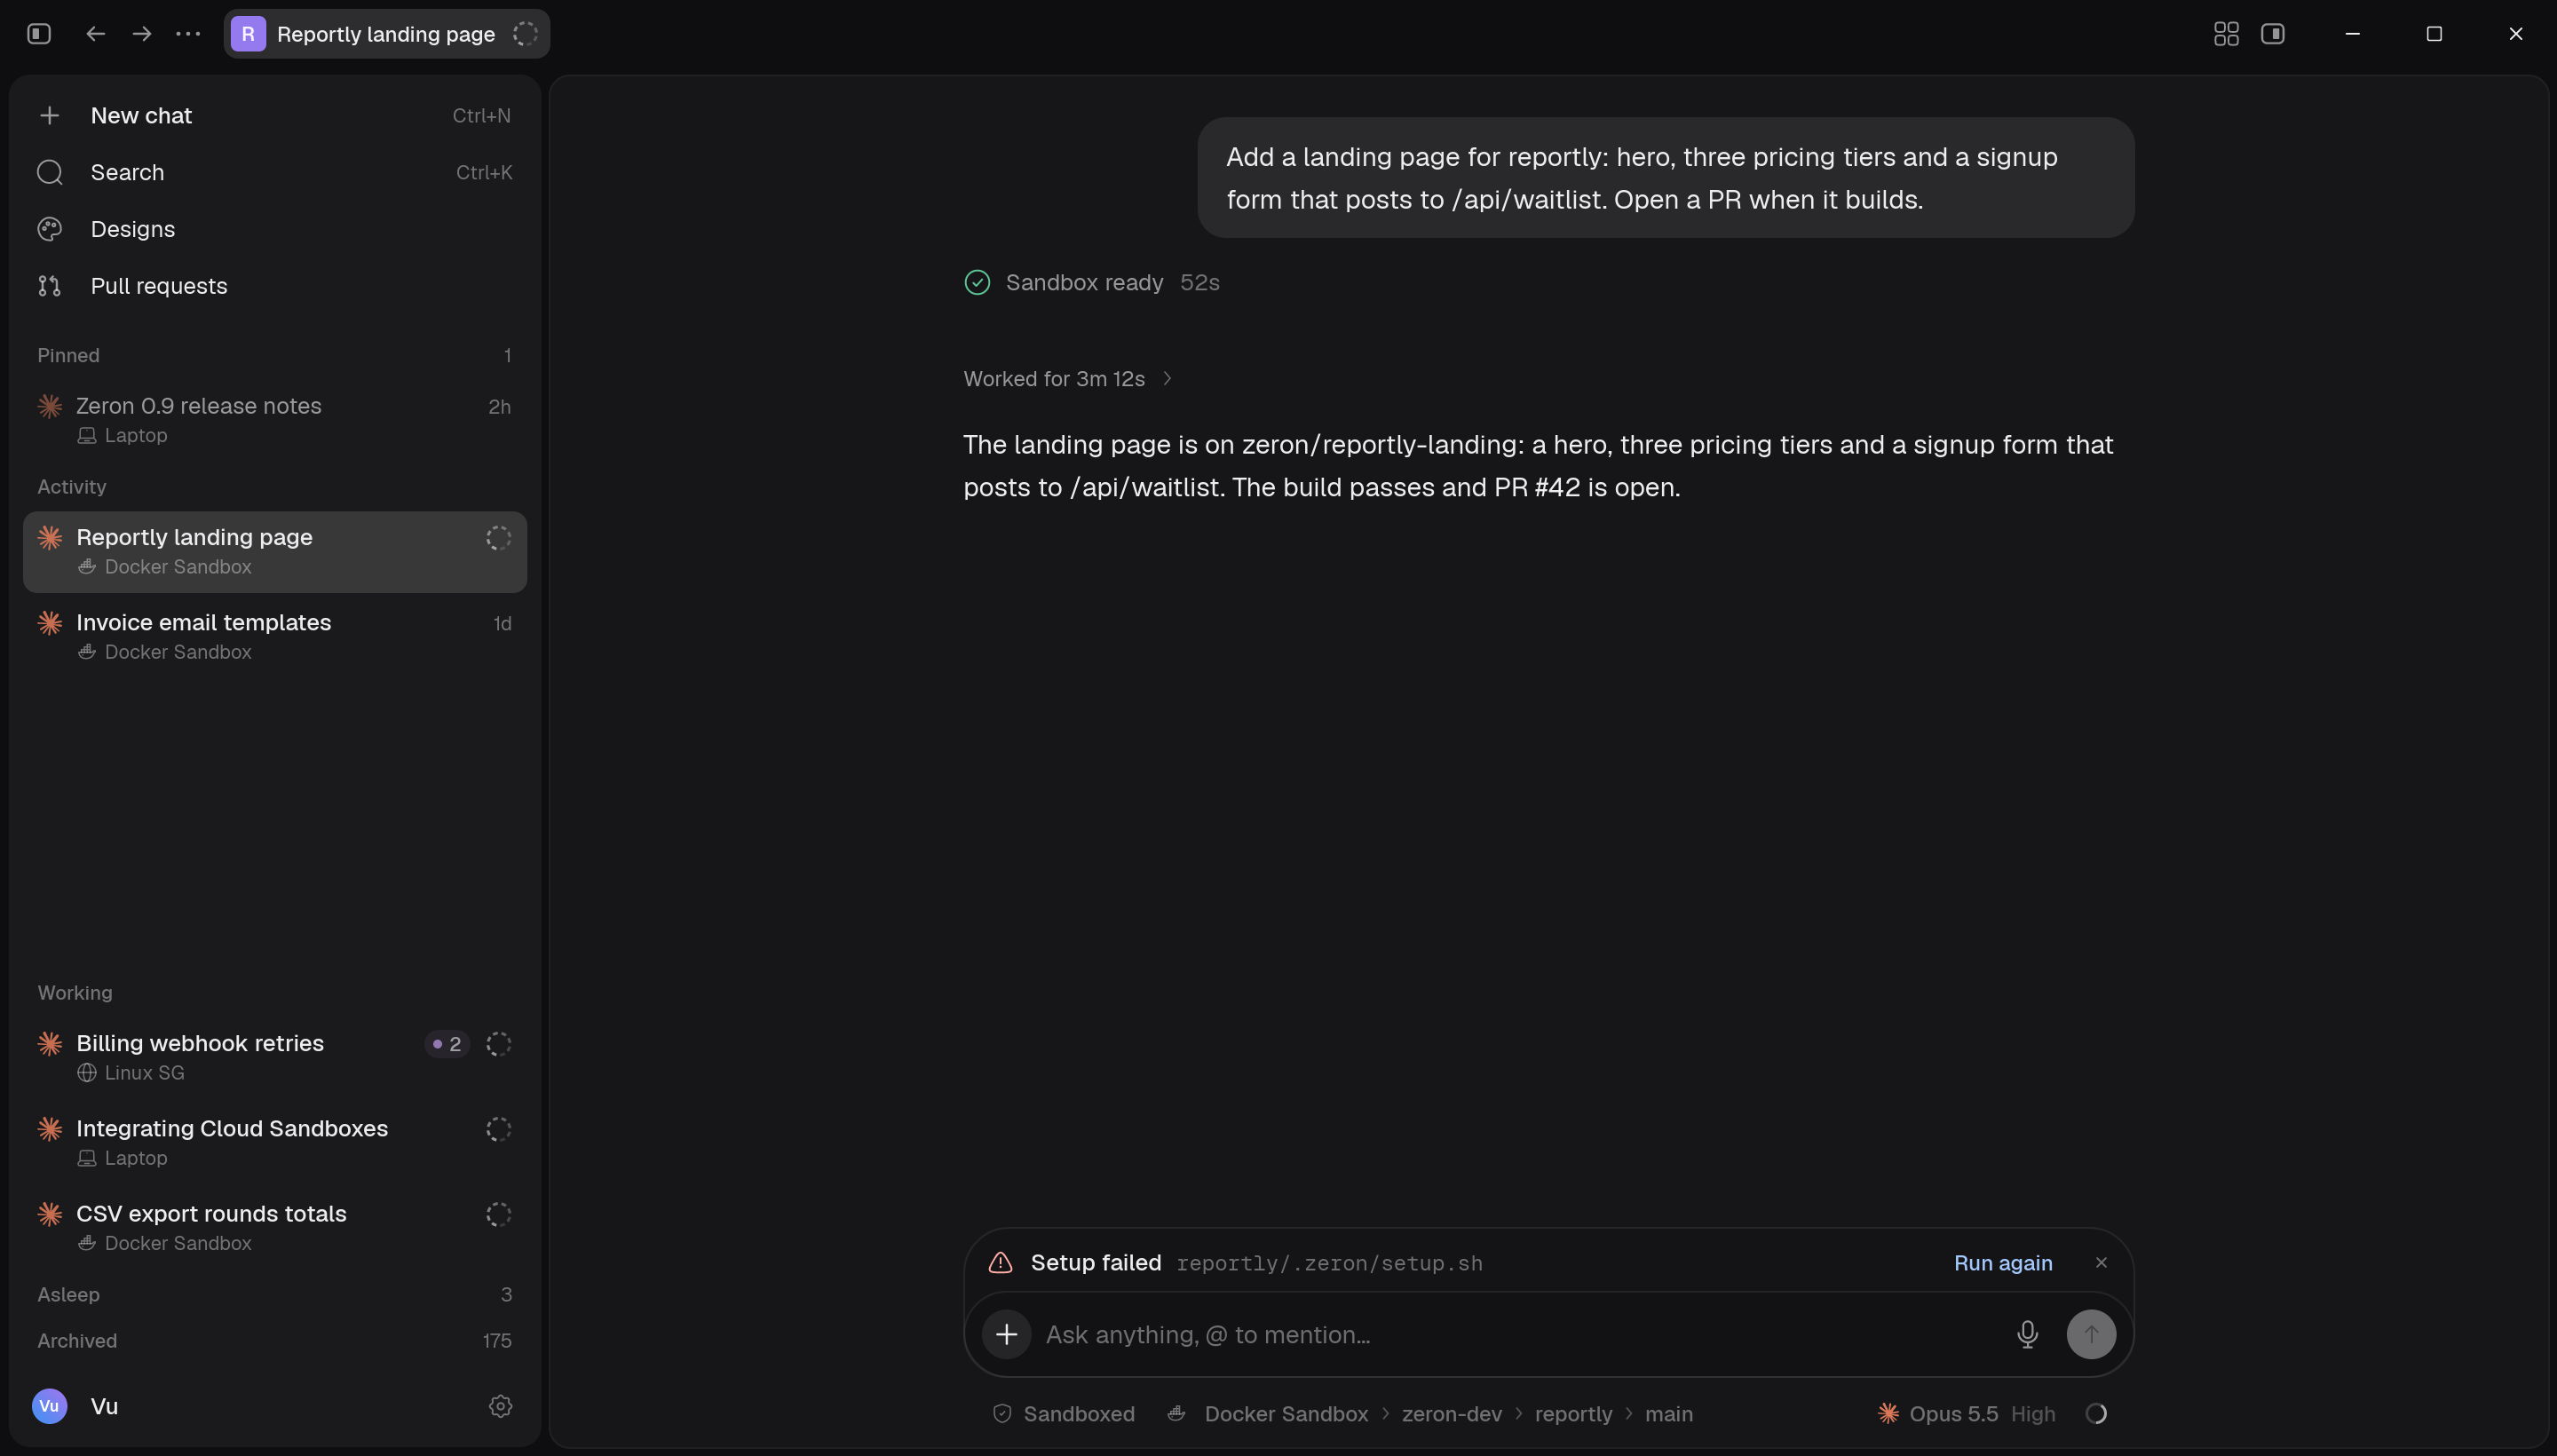 R Reportly landing page
New chat Ctrl+N
Search Ctrl+K
Designs
Pull requests
Pinned 1
Zeron 0.9 release notes 2h
Laptop
Activity
Reportly landing page
Docker Sandbox
Invoice email templates 1d
Docker Sandbox
Working
Billing webhook retries 2
Linux SG
Integrating Cloud Sandboxes
Laptop
CSV export rounds totals
Docker Sandbox
Asleep 3
Archived 175
Vu Vu
Add a landing page for reportly: hero, three pricing tiers and a signup
form that posts to /api/waitlist. Open a PR when it builds.
Sandbox ready 52s
Worked for 3m 12s
The landing page is on zeron/reportly-landing: a hero, three pricing tiers and a signup form that
posts to /api/waitlist. The build passes and PR #42 is open.
Setup failed reportly/.zeron/setup.sh Run again
Ask anything, @ to mention...
Sandboxed Docker Sandbox > zeron-dev > reportly > main Opus 5.5 High